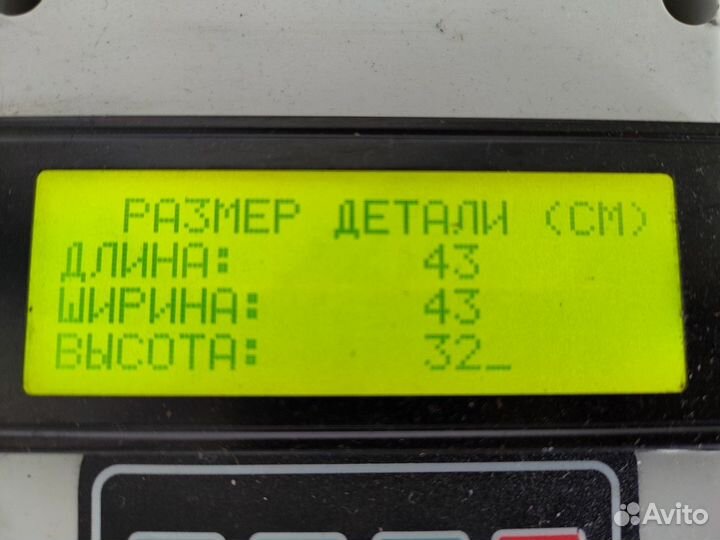 РАЗМЕР ДЕТАЛИ (СМ)
ДЛИНА: 43
ШИРИНА: 43
ВЫСОТА: 32_
Avito